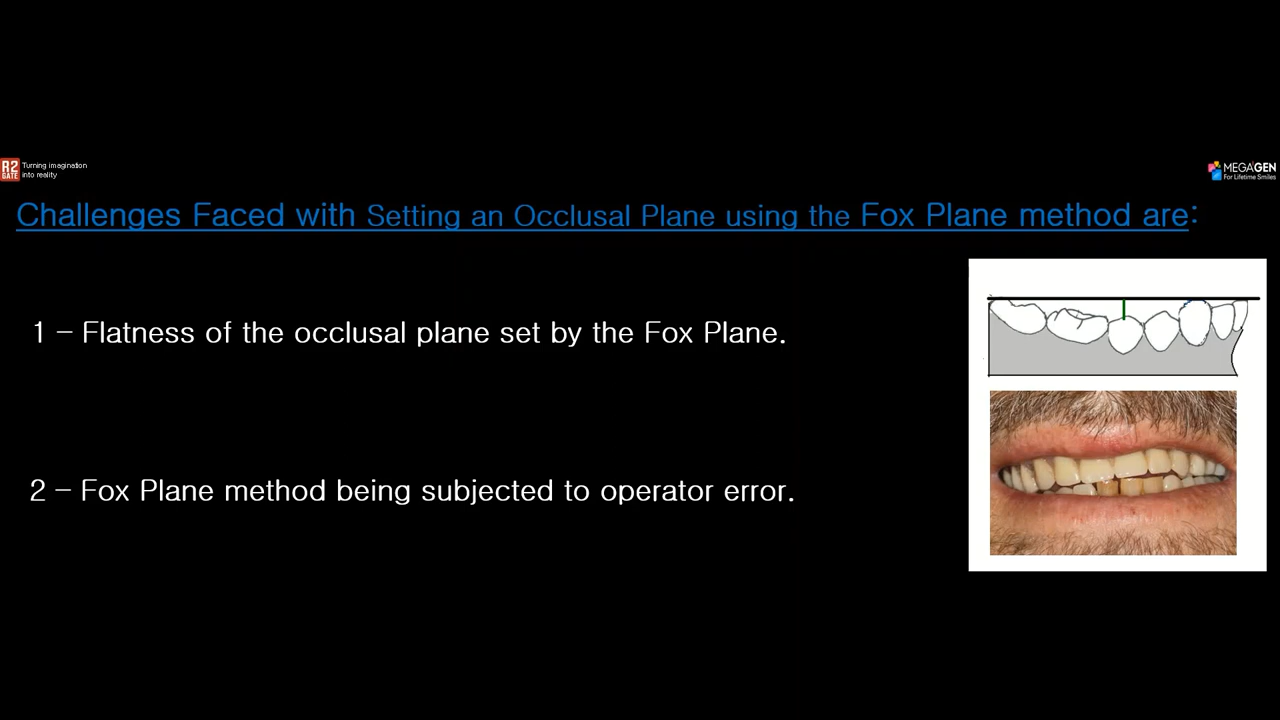 R2 GATE
Turning imagination
into reality
MEGA'GEN
For Lifetime Smiles
Challenges Faced with Setting an Occlusal Plane using the Fox Plane method are:
1 – Flatness of the occlusal plane set by the Fox Plane.
2 – Fox Plane method being subjected to operator error.